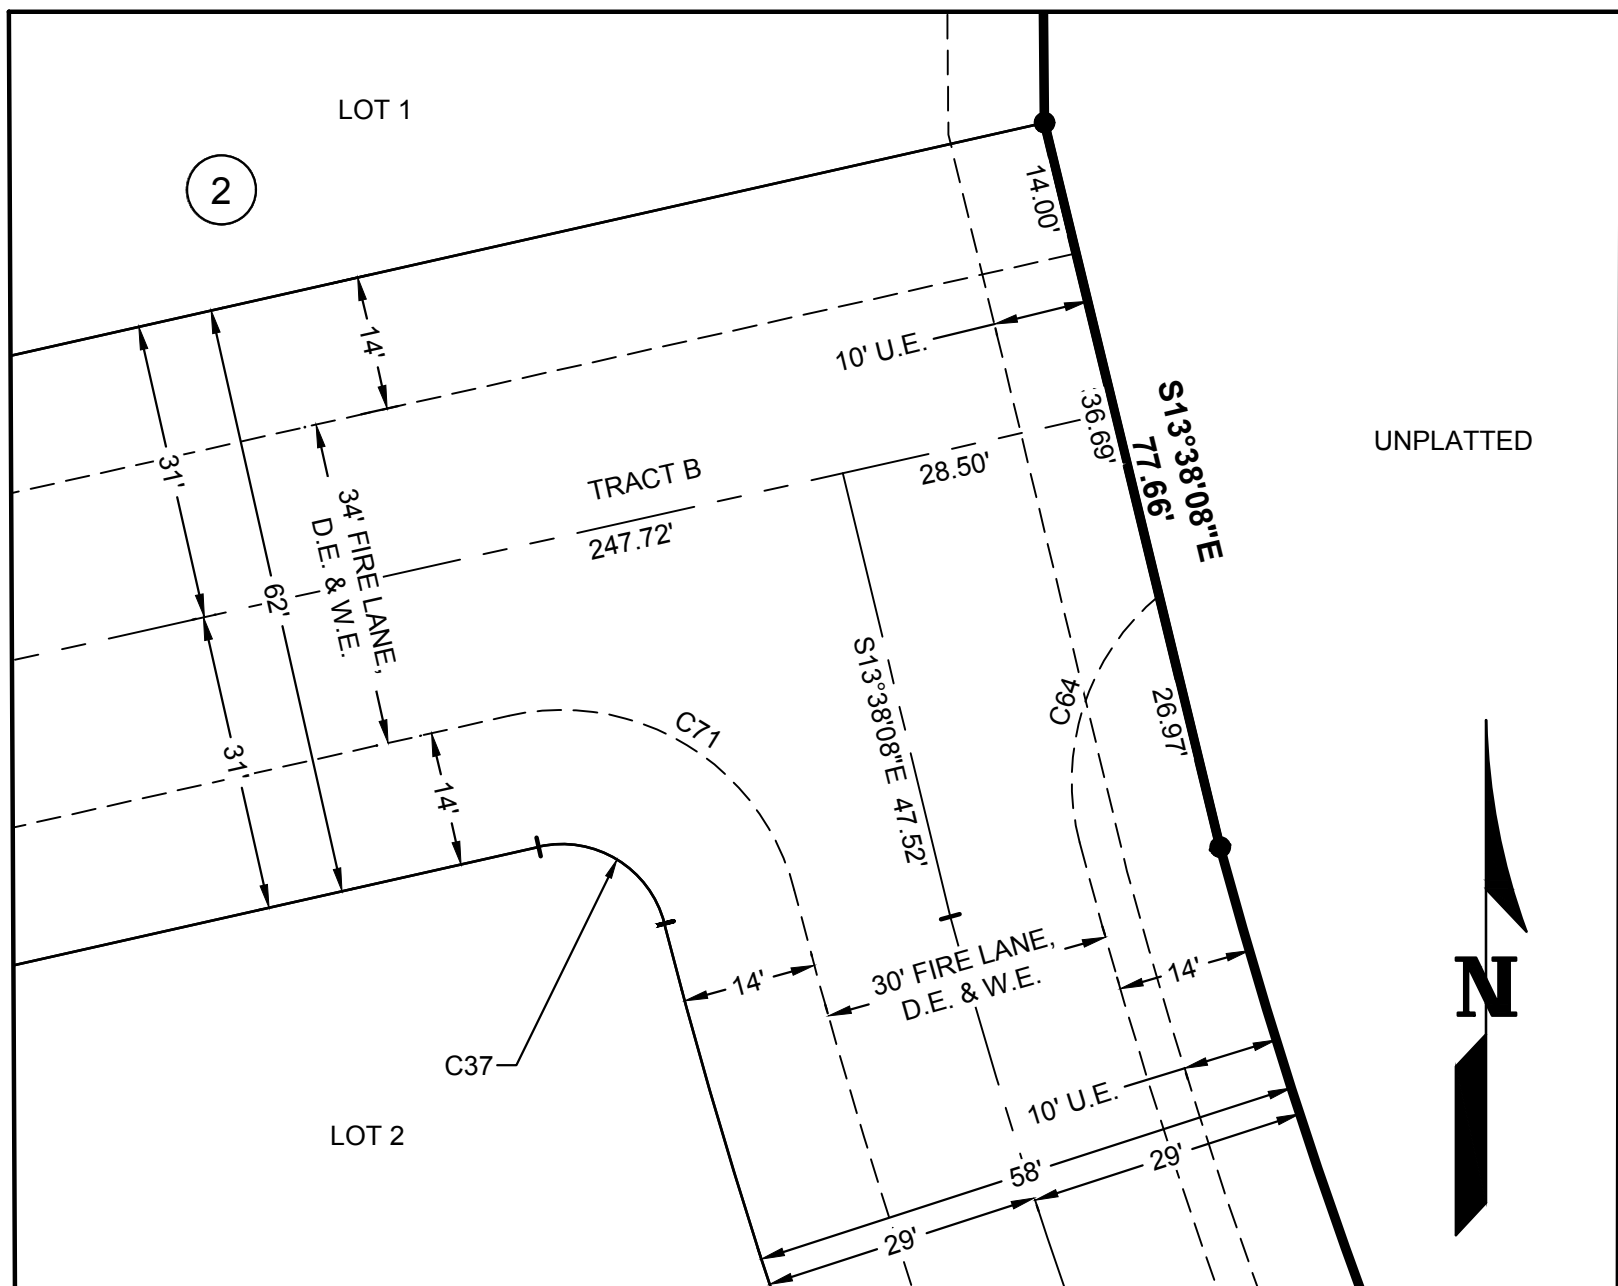 LOT 1
2
14.00'
14'
10' U.E.
36.69'
S13°38'08"E
77.66'
UNPLATTED
31'
34' FIRE LANE,
D.E. & W.E.
TRACT B
247.72'
28.50'
62'
S13°38'08"E 47.52'
C64
26.97'
C71
31'
14'
14'
30' FIRE LANE,
D.E. & W.E.
14'
N
C37
10' U.E.
LOT 2
58'
29'
29'